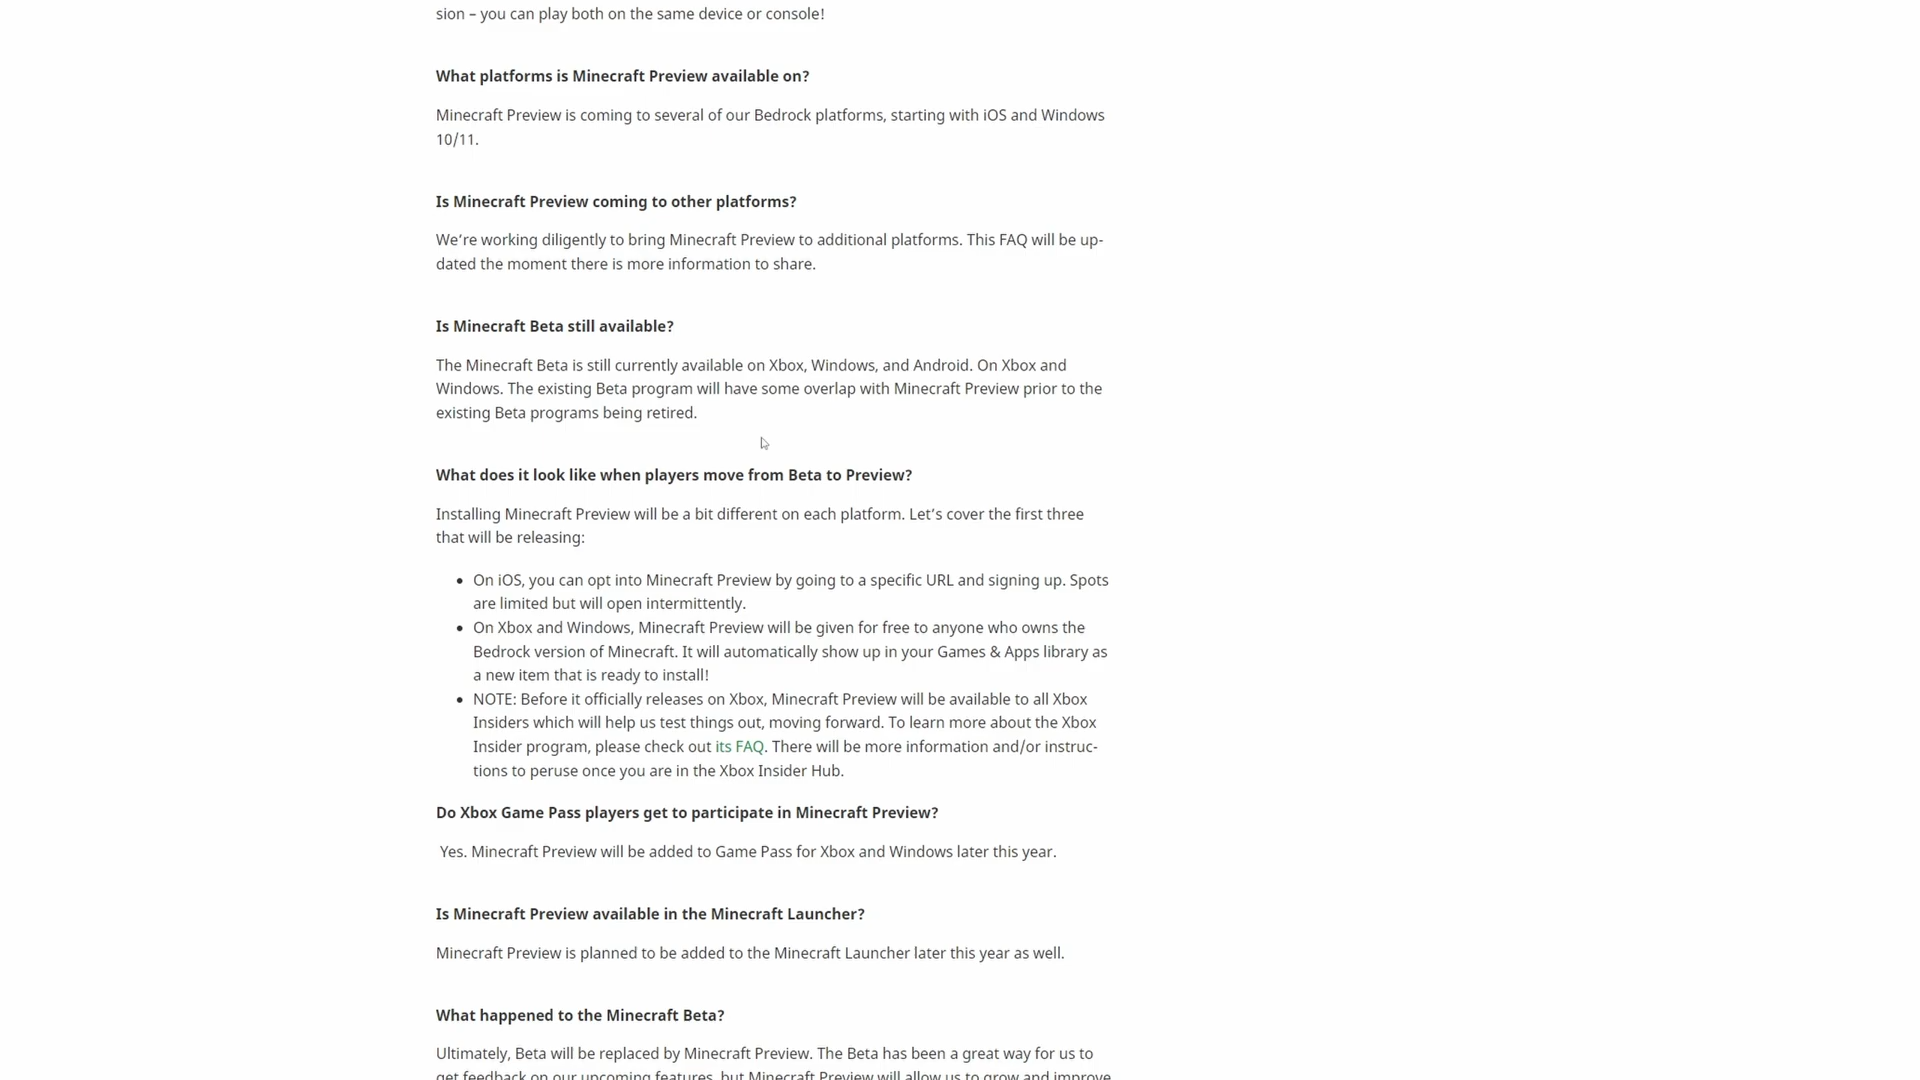 sion – you can play both on the same device or console!
What platforms is Minecraft Preview available on?
Minecraft Preview is coming to several of our Bedrock platforms, starting with iOS and Windows
10/11.
Is Minecraft Preview coming to other platforms?
We’re working diligently to bring Minecraft Preview to additional platforms. This FAQ will be up-
dated the moment there is more information to share.
Is Minecraft Beta still available?
The Minecraft Beta is still currently available on Xbox, Windows, and Android. On Xbox and
Windows. The existing Beta program will have some overlap with Minecraft Preview prior to the
existing Beta programs being retired.
What does it look like when players move from Beta to Preview?
Installing Minecraft Preview will be a bit different on each platform. Let’s cover the first three
that will be releasing:
• On iOS, you can opt into Minecraft Preview by going to a specific URL and signing up. Spots
are limited but will open intermittently.
• On Xbox and Windows, Minecraft Preview will be given for free to anyone who owns the
Bedrock version of Minecraft. It will automatically show up in your Games & Apps library as
a new item that is ready to install!
• NOTE: Before it officially releases on Xbox, Minecraft Preview will be available to all Xbox
Insiders which will help us test things out, moving forward. To learn more about the Xbox
Insider program, please check out its FAQ. There will be more information and/or instruc-
tions to peruse once you are in the Xbox Insider Hub.
Do Xbox Game Pass players get to participate in Minecraft Preview?
Yes. Minecraft Preview will be added to Game Pass for Xbox and Windows later this year.
Is Minecraft Preview available in the Minecraft Launcher?
Minecraft Preview is planned to be added to the Minecraft Launcher later this year as well.
What happened to the Minecraft Beta?
Ultimately, Beta will be replaced by Minecraft Preview. The Beta has been a great way for us to
get feedback on our upcoming features, but Minecraft Preview will allow us to grow and improve